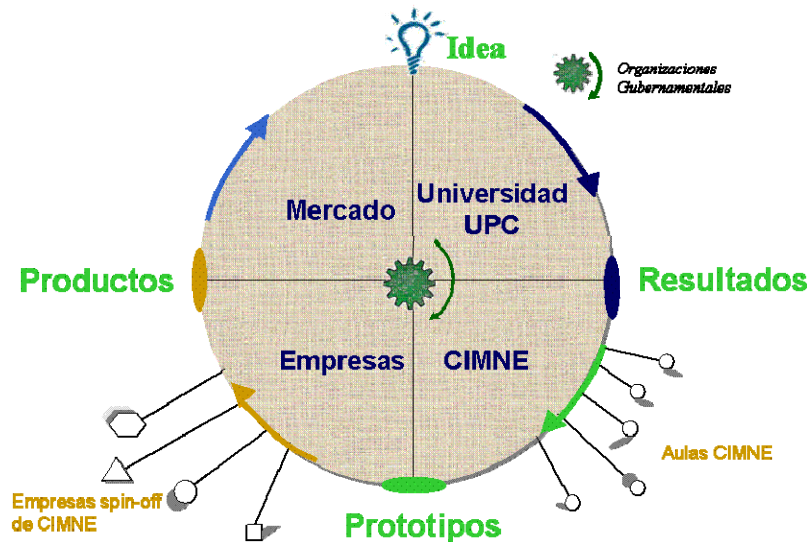 Idea
Organizaciones
Gubernamentales
Mercado
Universidad
UPC
Productos
Resultados
Empresas
CIMNE
Aulas CIMNE
Empresas spin-off
de CIMNE
Prototipos